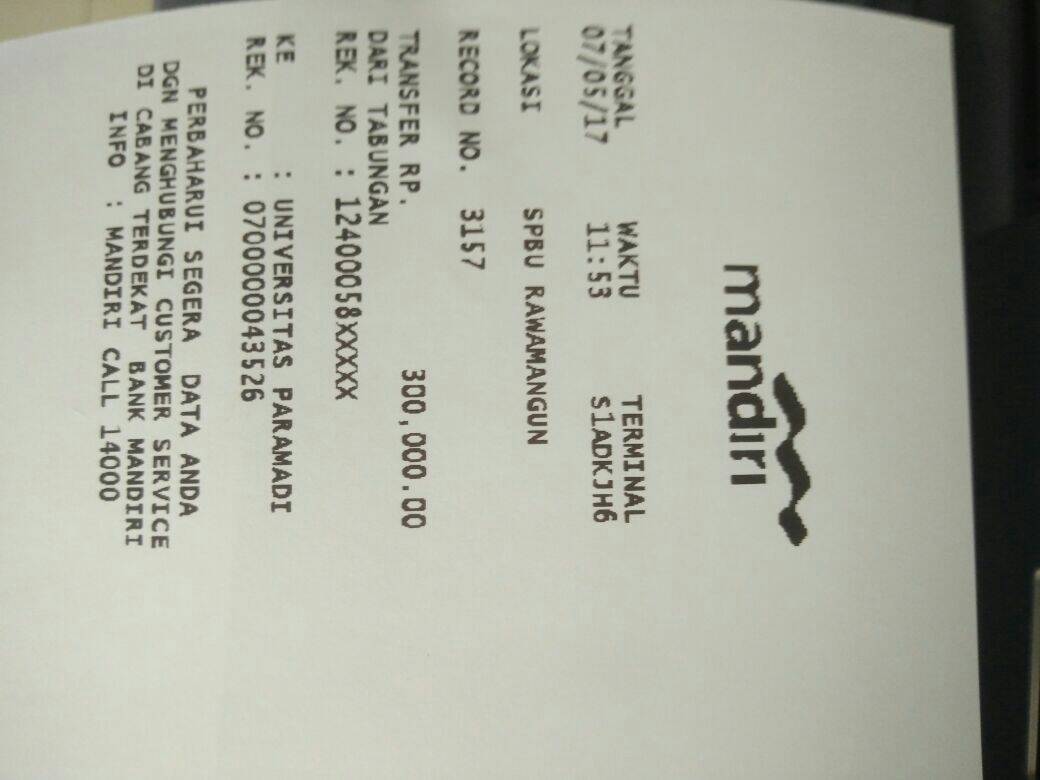 mandırı
TANGGAL WAKTU TERMINAL
07/05/17 11:53 S1ADKJH6
LOKASI SPBU RAWAMANGUN
RECORD NO. 3157
TRANSFER RP. 300,000.00
DARI TABUNGAN
REK. NO. : 12400058XXXXX
KE : UNIVERSITAS PARAMADI
REK. NO. : 0700000043526
PERBAHARUI SEGERA DATA ANDA
DGN MENGHUBUNGI CUSTOMER SERVICE
DI CABANG TERDEKAT BANK MANDIRI
INFO : MANDIRI CALL 14000